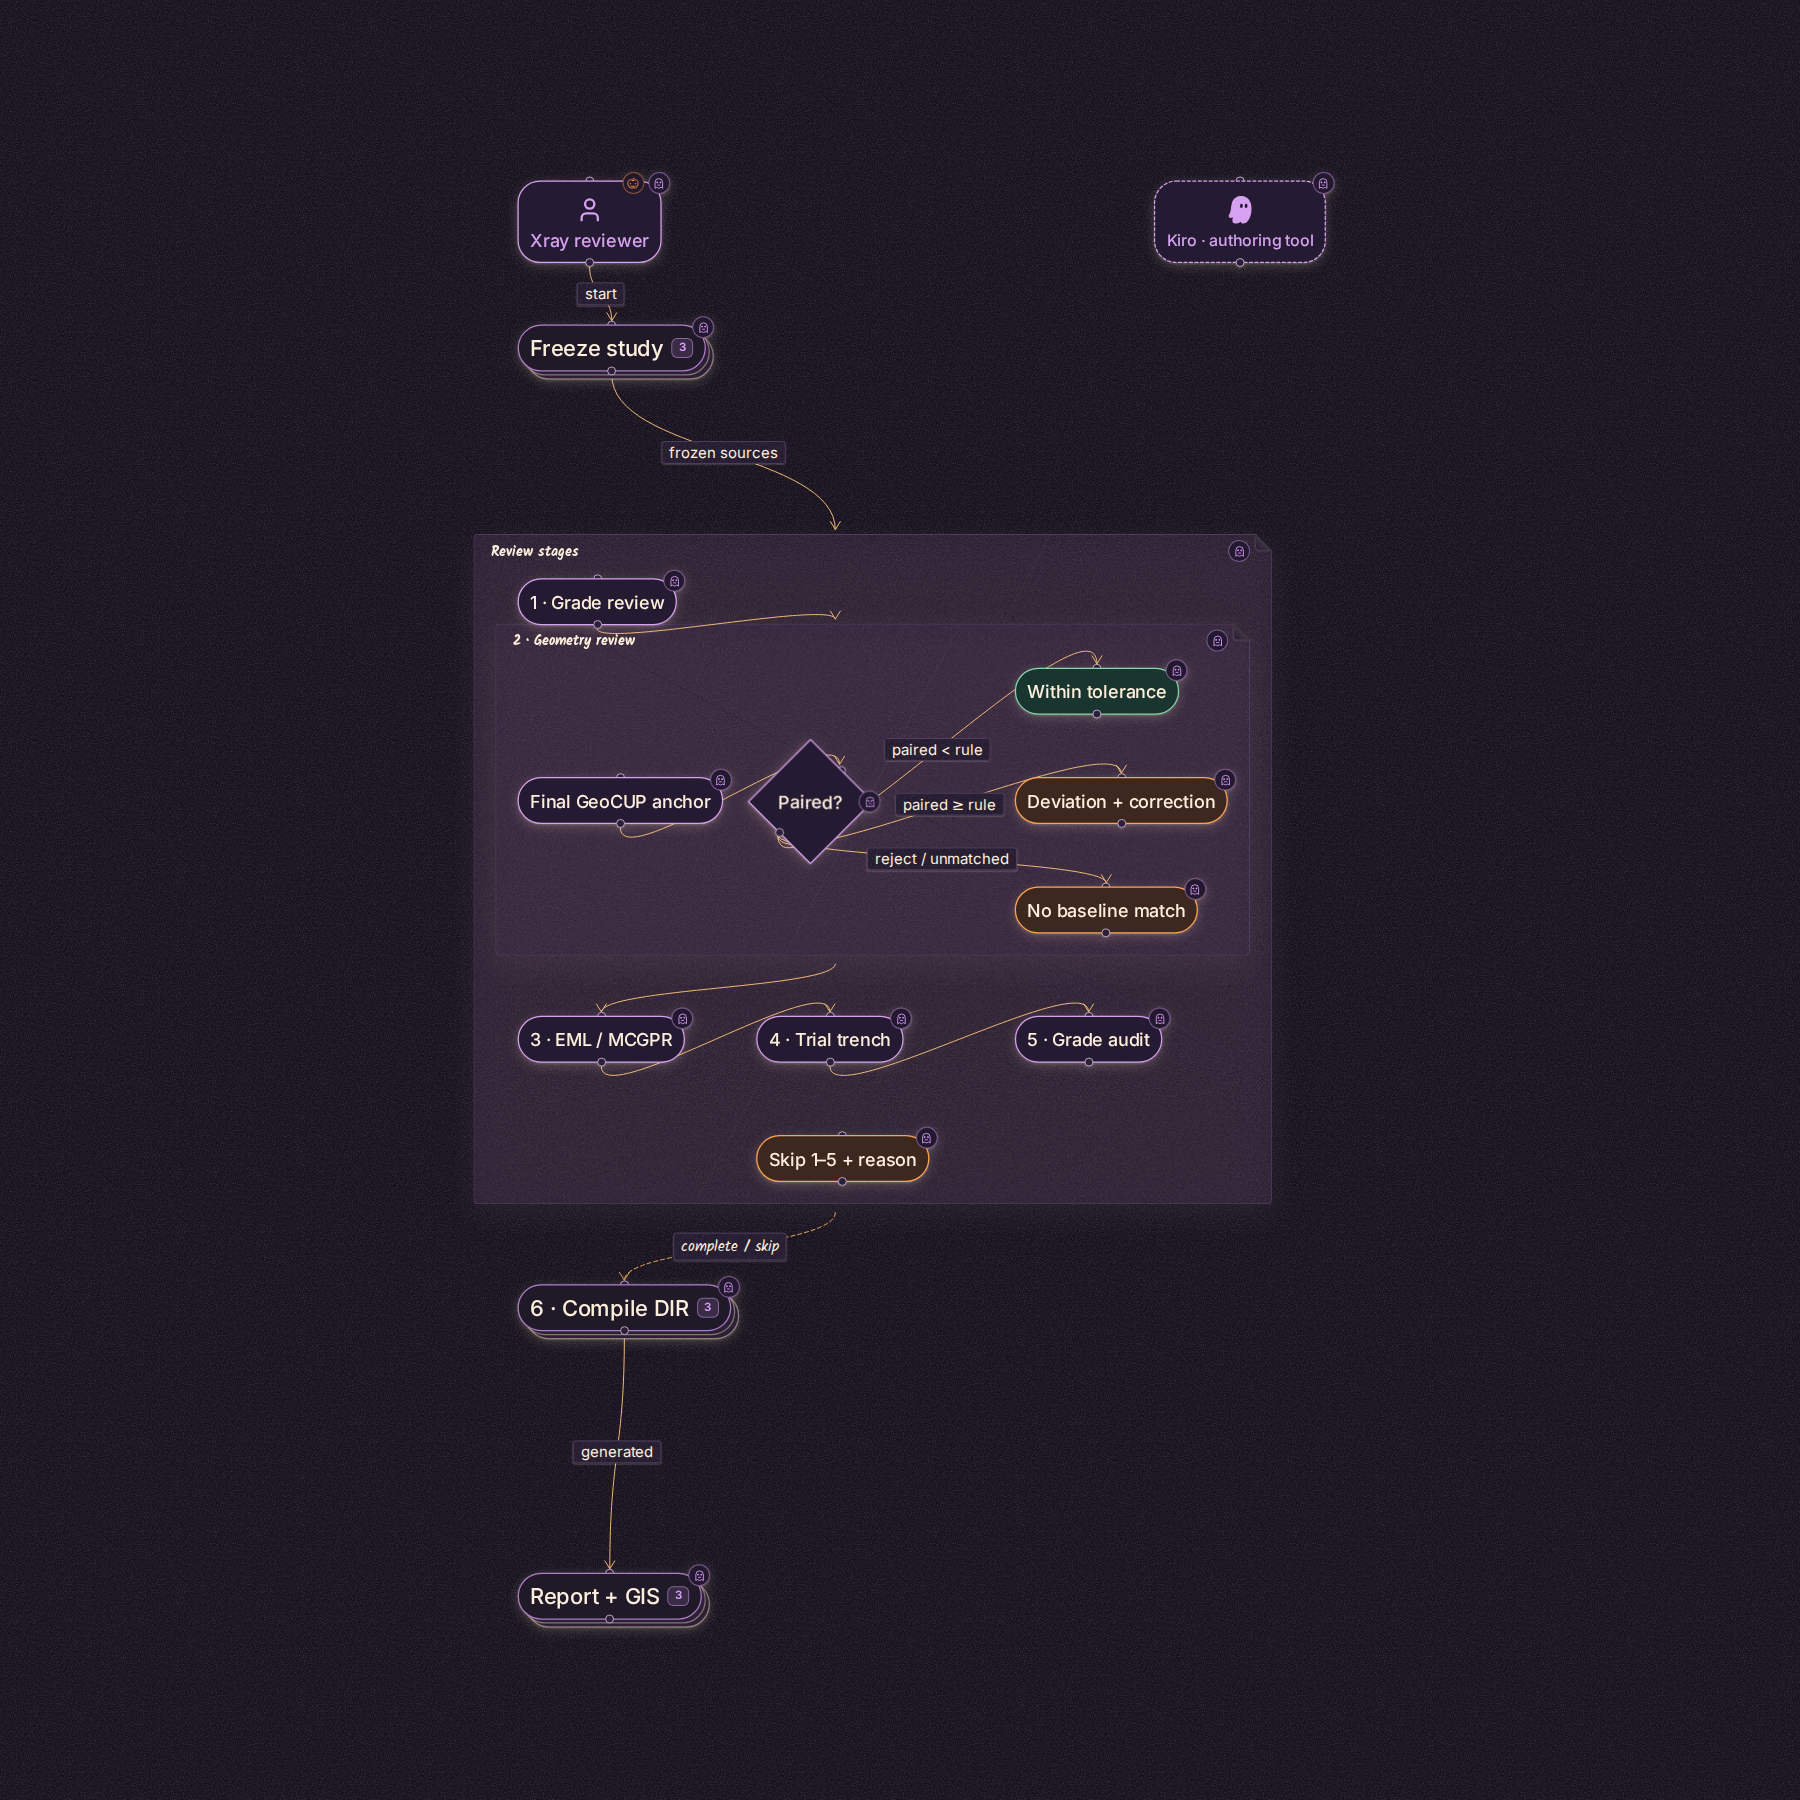 Xray reviewer
Kiro · authoring tool
start
Freeze study 3
frozen sources
Review stages
1 · Grade review
2 · Geometry review
Within tolerance
paired < rule
Final GeoCUP anchor
Paired?
paired ≥ rule
Deviation + correction
reject / unmatched
No baseline match
3 · EML / MCGPR
4 · Trial trench
5 · Grade audit
Skip 1–5 + reason
complete / skip
6 · Compile DIR 3
generated
Report + GIS 3